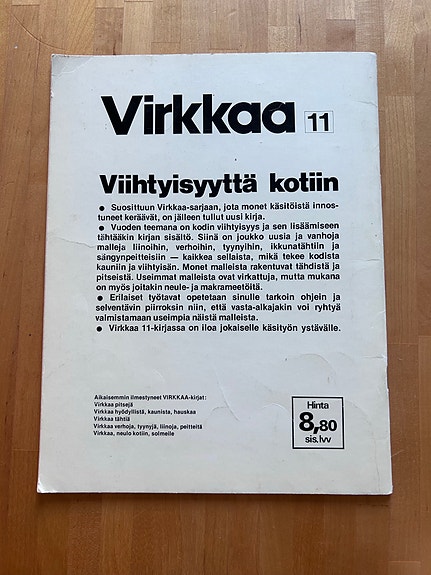 Virkkaa 11
Viihtyisyyttä kotiin
● Suosittuun Virkkaa-sarjaan, jota monet käsitöistä innos-
tuneet keräävät, on jälleen tullut uusi kirja.
● Vuoden teemana on kodin viihtyisyys ja sen lisäämiseen
tähtääkin kirjan sisältö. Siinä on joukko uusia ja vanhoja
malleja liinoihin, verhoihin, tyynyihin, ikkunatähtiin ja
sängynpeitteisiin — kaikkea sellaista, mikä tekee kodista
kauniin ja viihtyisän. Monet malleista rakentuvat tähdistä ja
pitseistä. Useimmat malleista ovat virkattuja, mutta mukana
on myös joitakin neule- ja makrameetöitä.
● Erilaiset työtavat opetetaan sinulle tarkoin ohjein ja
selventävin piirroksin niin, että vasta-alkajakin voi ryhtyä
valmistamaan useimpia näistä malleista.
● Virkkaa 11-kirjassa on iloa jokaiselle käsityön ystävälle.
Aikaisemmin ilmestyneet VIRKKAA-kirjat:
Virkkaa pitsejä
Virkkaa hyödyllistä, kaunista, hauskaa
Virkkaa tähtiä
Virkkaa verhoja, tyynyjä, liinoja, peitteitä
Virkkaa, neulo kotiin, solmeile
Hinta
8,80
sis.lvv